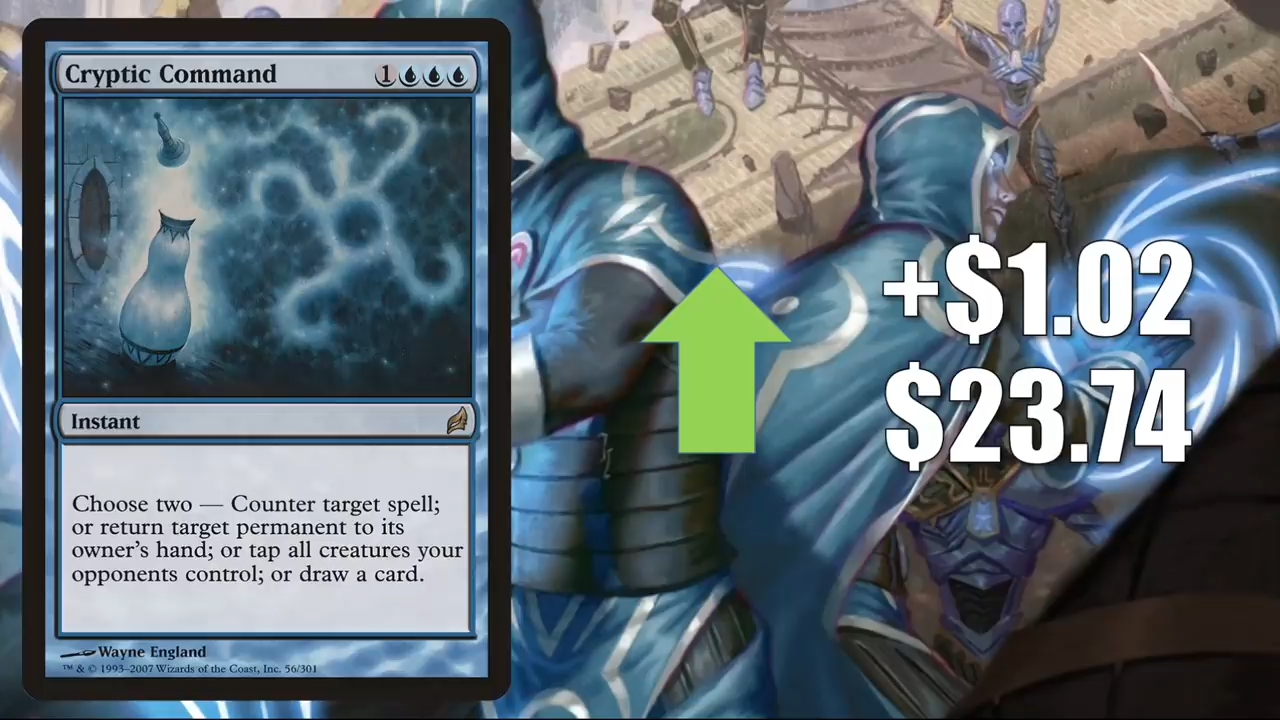 Cryptic Command 1
Instant
Choose two — Counter target spell;
or return target permanent to its
owner's hand; or tap all creatures your
opponents control; or draw a card.
Wayne England
™ & © 1993–2007 Wizards of the Coast, Inc. 56/301
+$1.02
$23.74